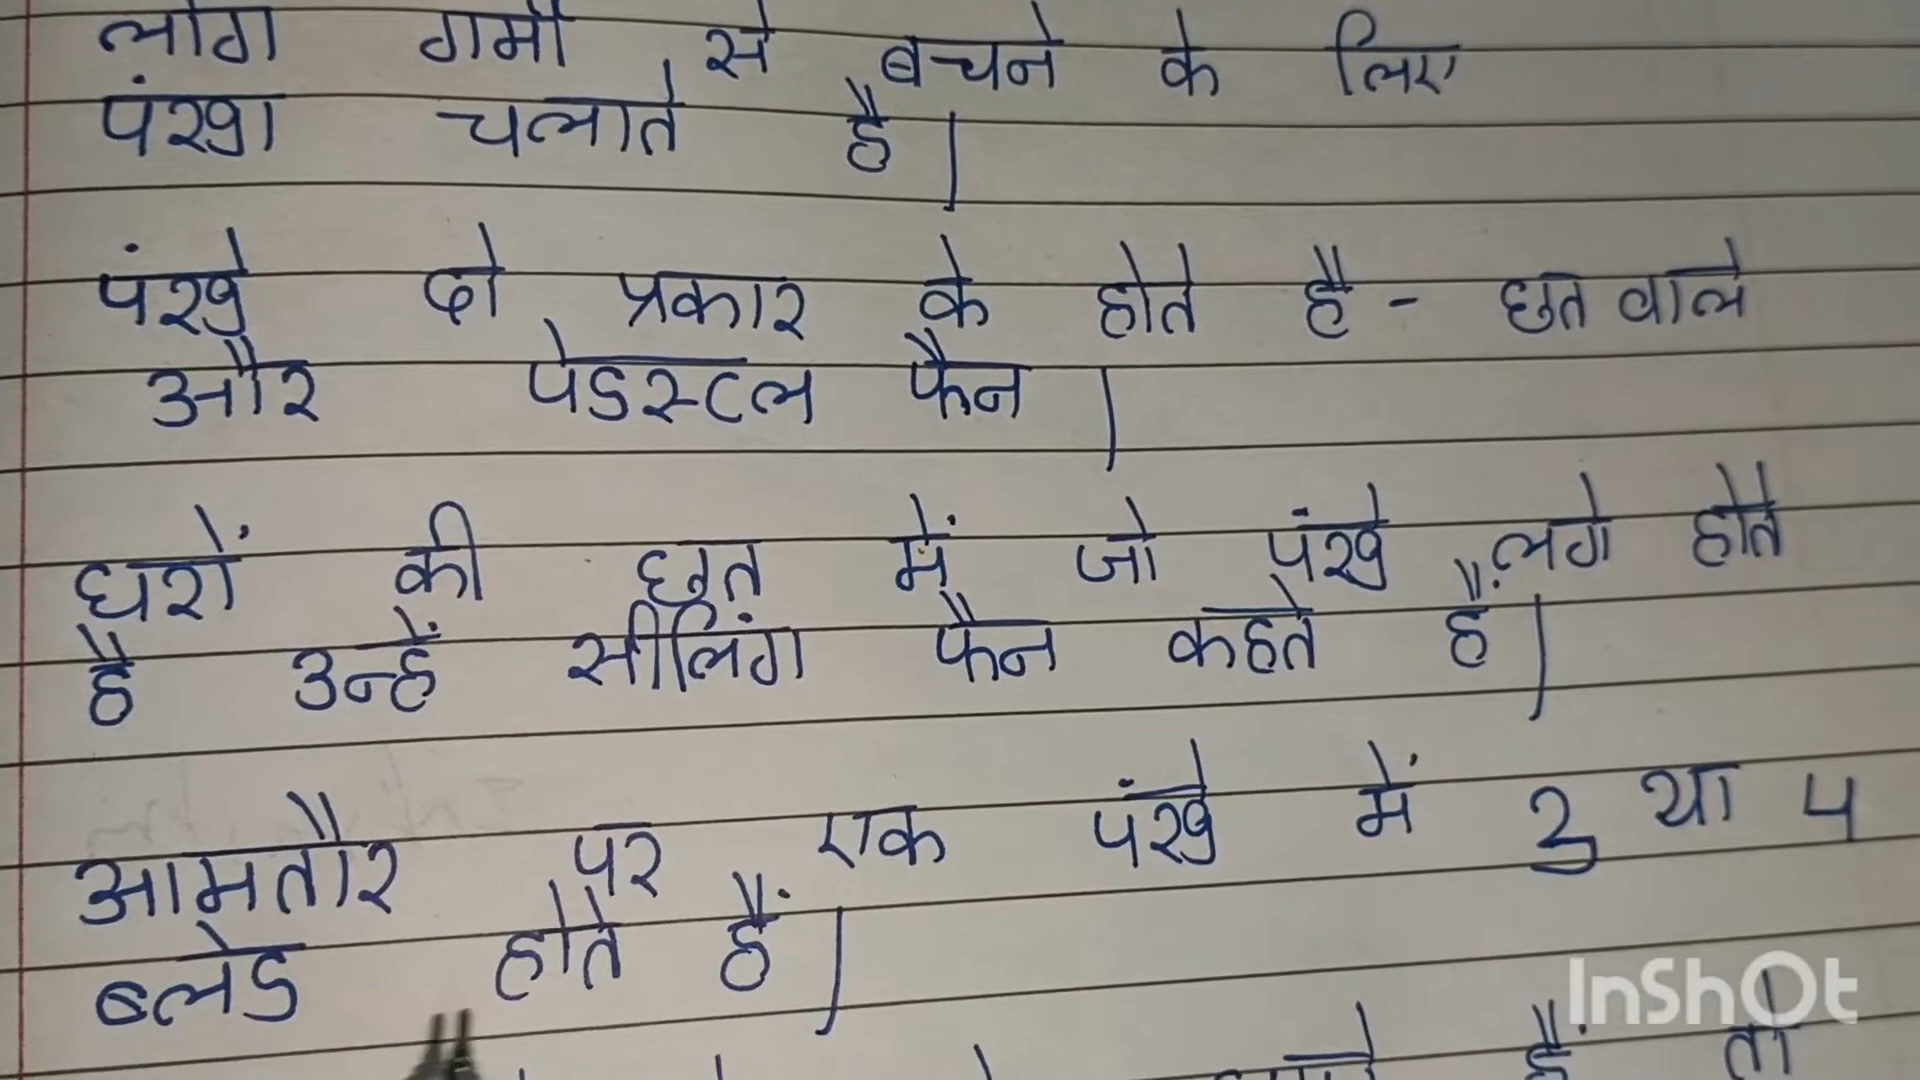 लोग गर्मी से बचने के लिए
पंखा चलाते है।
पंखे दो प्रकार के होते है - छत वाले
और पेडस्टल फैन।
घरों की छत में जो पंखे लगे होते
है उन्हें सीलिंग फैन कहते हैं।
आमतौर पर एक पंखे में 3 या 4
ब्लेड होते हैं।
हैं तो
InShOt